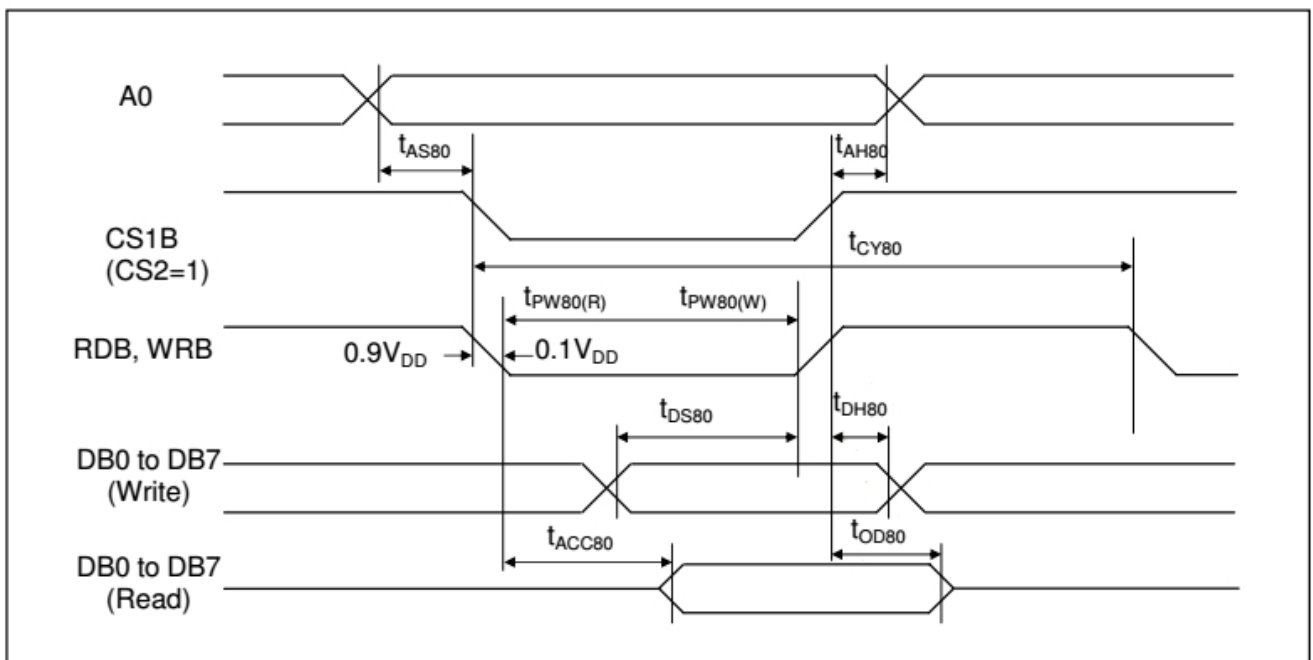 A0
tAS80
tAH80
CS1B
(CS2=1)
tCY80
tPW80(R)
tPW80(W)
RDB, WRB
0.9VDD
0.1VDD
tDS80
tDH80
DB0 to DB7
(Write)
tACC80
tOD80
DB0 to DB7
(Read)